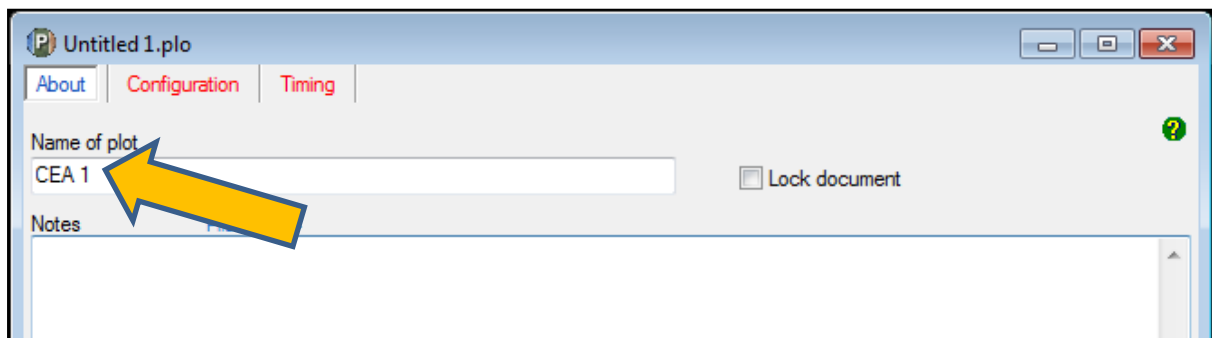 Untitled 1.plo
About Configuration Timing
Name of plot
CEA 1
Lock document
Notes